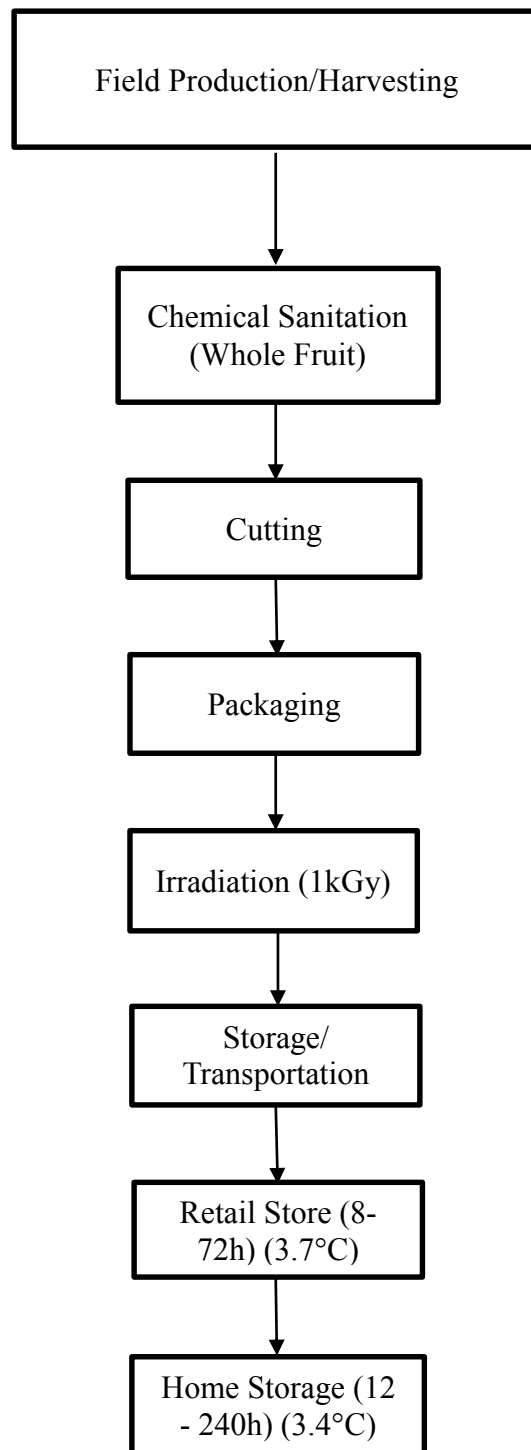 Field Production/Harvesting
Chemical Sanitation
(Whole Fruit)
Cutting
Packaging
Irradiation (1kGy)
Storage/
Transportation
Retail Store (8-
72h) (3.7°C)
Home Storage (12
- 240h) (3.4°C)